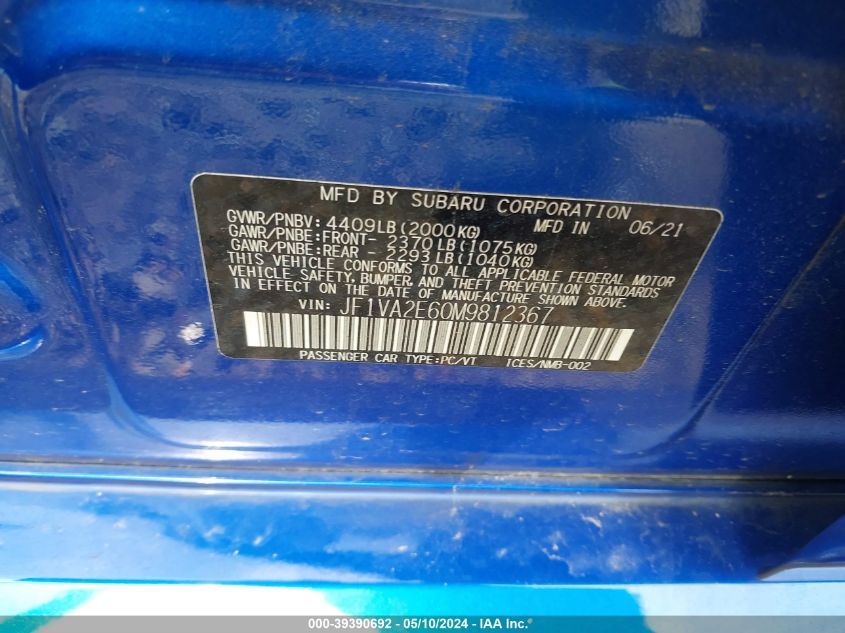 MFD BY SUBARU CORPORATION
GVWR/PNBV: 4409LB(2000KG) MFD IN 06/21
GAWR/PNBE:FRONT- 2370LB(1075KG)
GAWR/PNBE:REAR - 2293LB(1040KG)
THIS VEHICLE CONFORMS TO ALL APPLICABLE FEDERAL MOTOR
VEHICLE SAFETY, BUMPER, AND THEFT PREVENTION STANDARDS
IN EFFECT ON THE DATE OF MANUFACTURE SHOWN ABOVE.
VIN: JF1VA2E60M9812367
PASSENGER CAR TYPE:PC/VT ICES/NMB-002
000-39390692 - 05/10/2024 - IAA Inc.